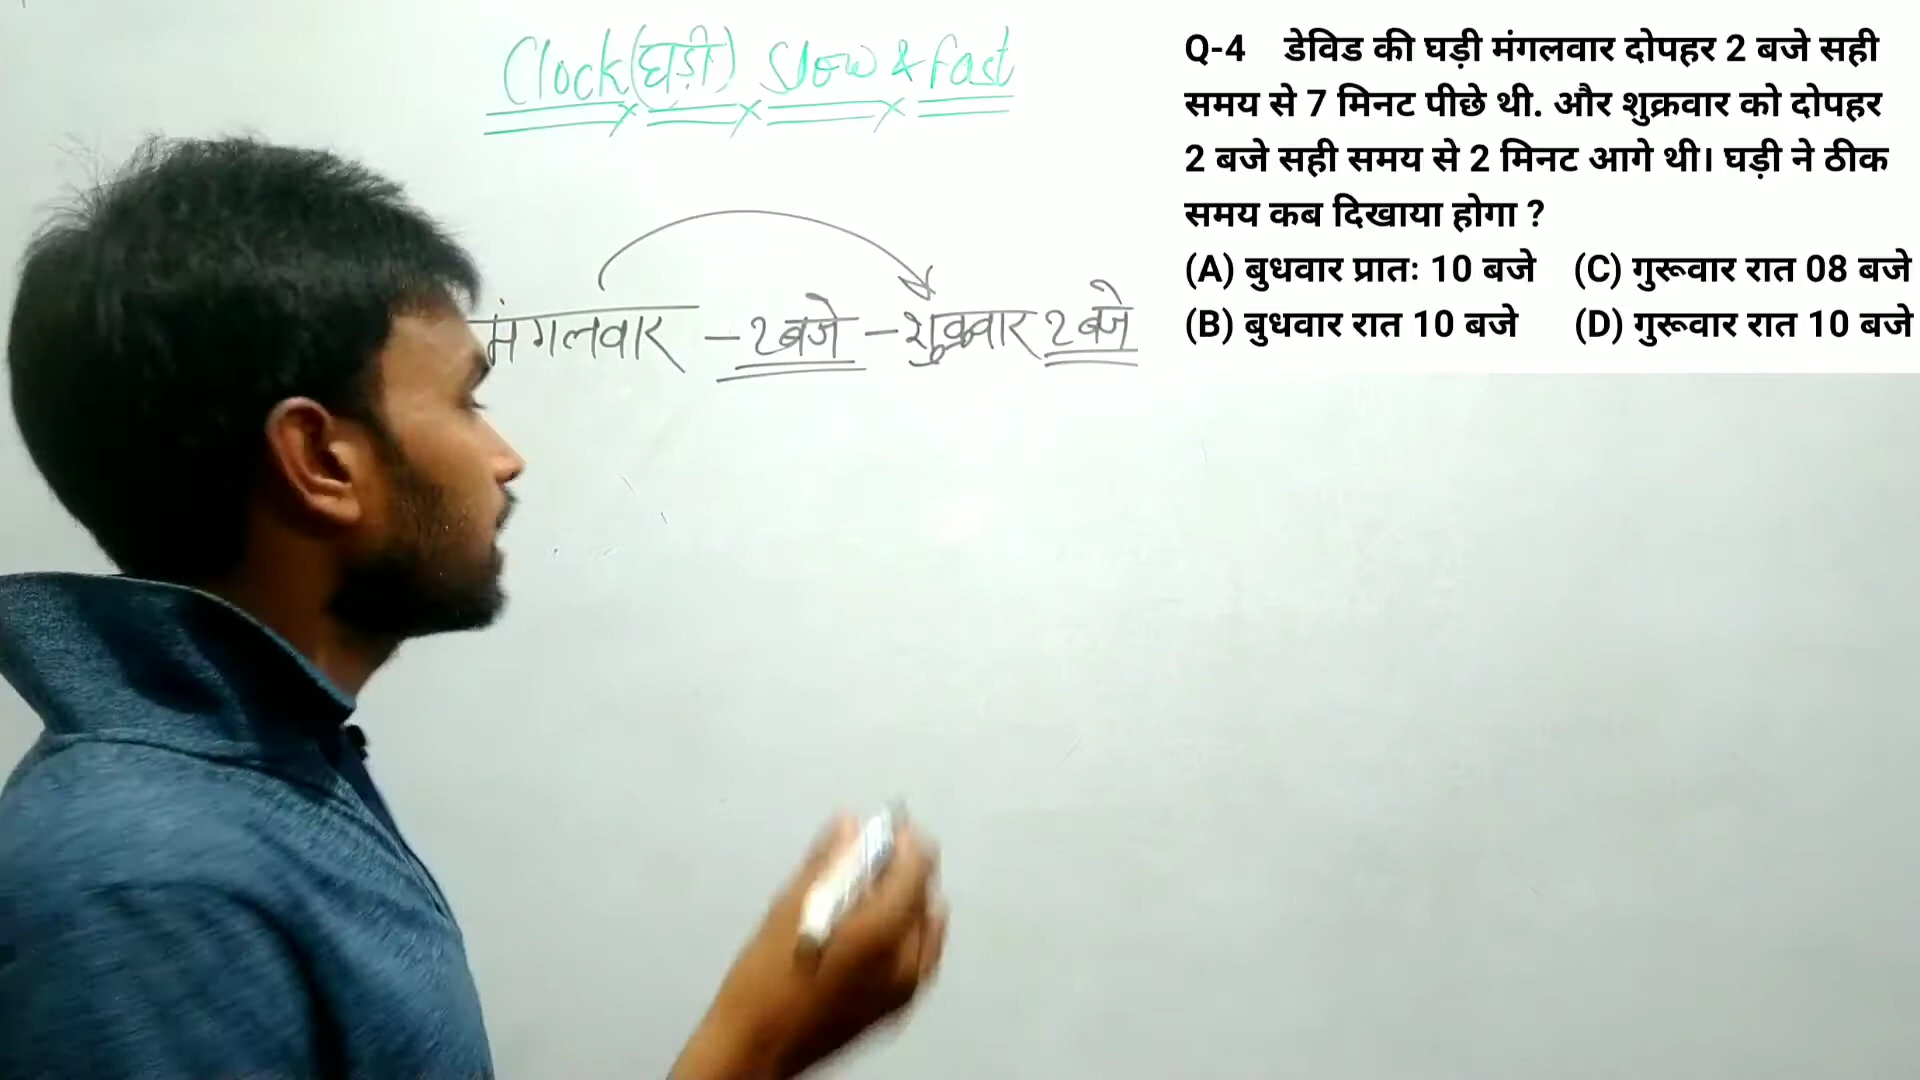 Clock(घड़ी) Slow & Fast
मंगलवार – 2 बजे – शुक्रवार 2 बजे
Q-4 डेविड की घड़ी मंगलवार दोपहर 2 बजे सही
समय से 7 मिनट पीछे थी. और शुक्रवार को दोपहर
2 बजे सही समय से 2 मिनट आगे थी। घड़ी ने ठीक
समय कब दिखाया होगा ?
(A) बुधवार प्रातः 10 बजे (C) गुरूवार रात 08 बजे
(B) बुधवार रात 10 बजे (D) गुरूवार रात 10 बजे